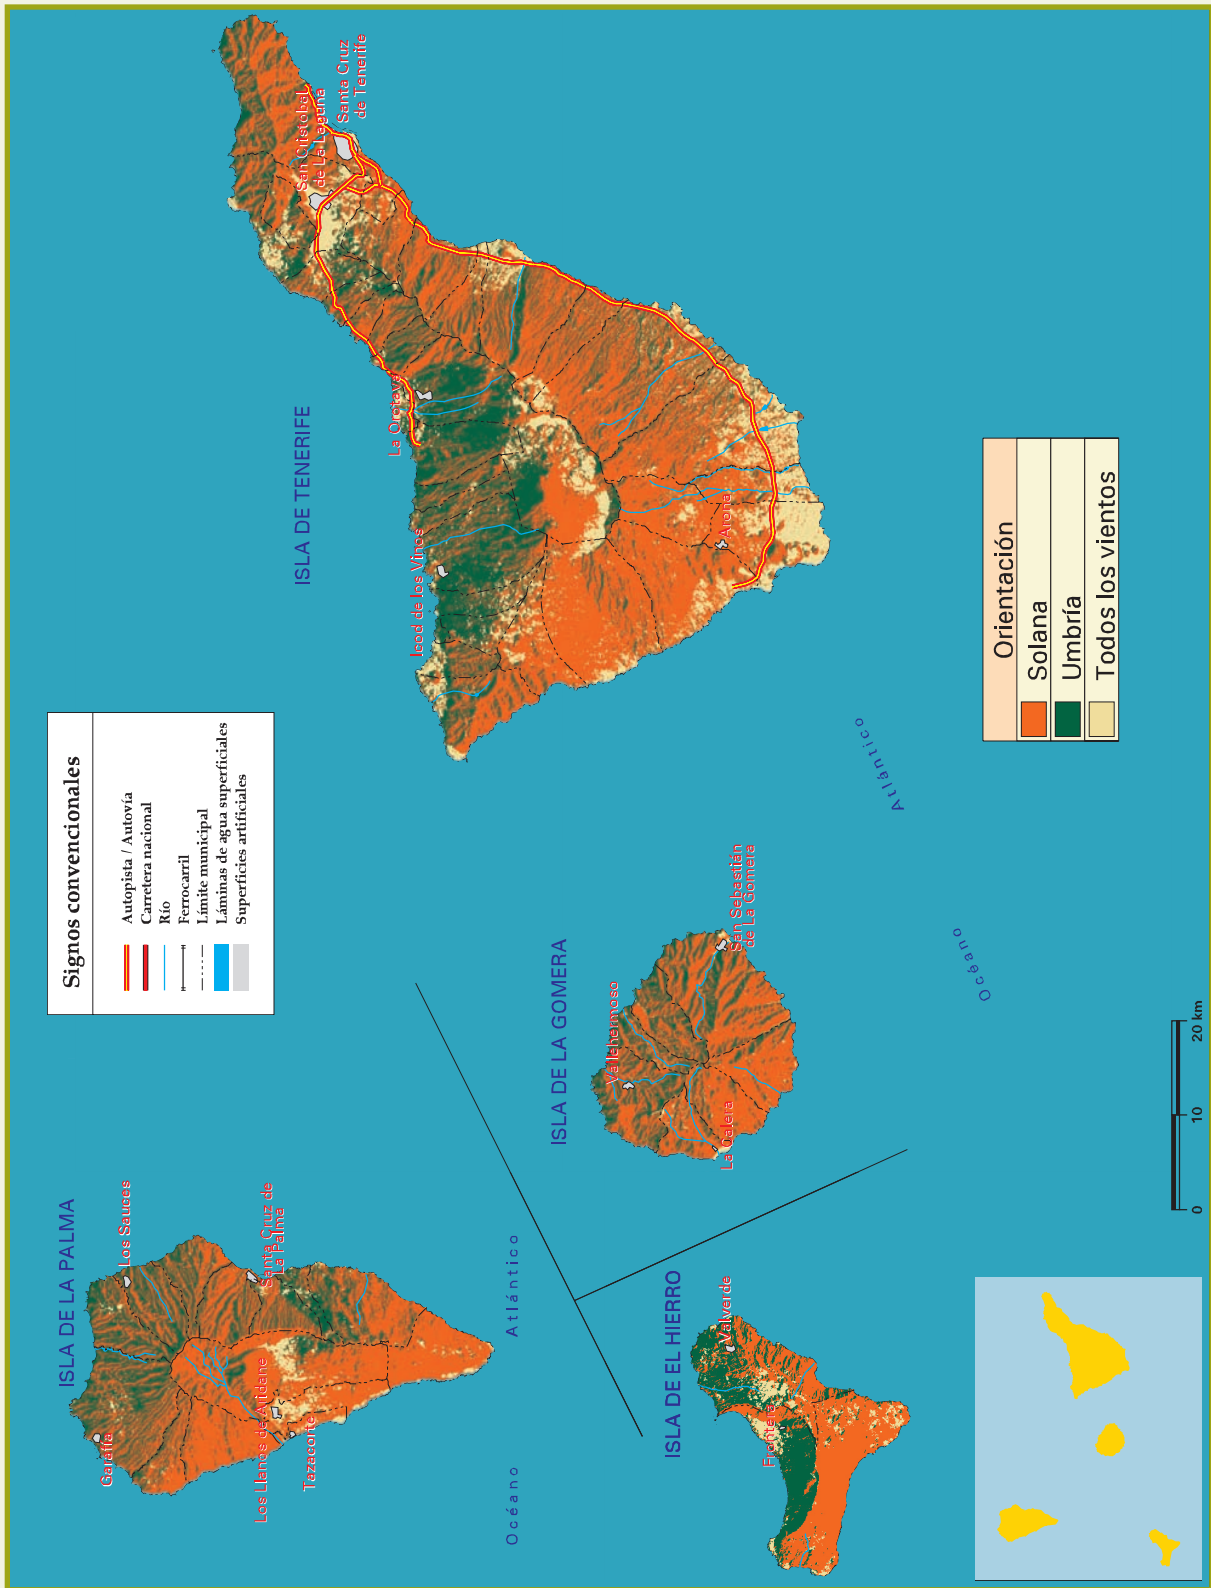 Signos convencionales
Autopista / Autovía
Carretera nacional
Río
Ferrocarril
Límite municipal
Láminas de agua superficiales
Superficies artificiales
ISLA DE LA PALMA
Los Sauces
Garafía
Santa Cruz de
La Palma
Los Llanos de Aridane
Tazacorte
Océano Atlántico
ISLA DE TENERIFE
Santa Cruz
de Tenerife
San Cristobal
de La Laguna
La Orotava
Icod de los Vinos
Arona
ISLA DE LA GOMERA
Vallehermoso
San Sebastián
de La Gomera
La Calera
ISLA DE EL HIERRO
Valverde
Frontera
Océano Atlántico
Orientación
Solana
Umbría
Todos los vientos
0 10 20 km